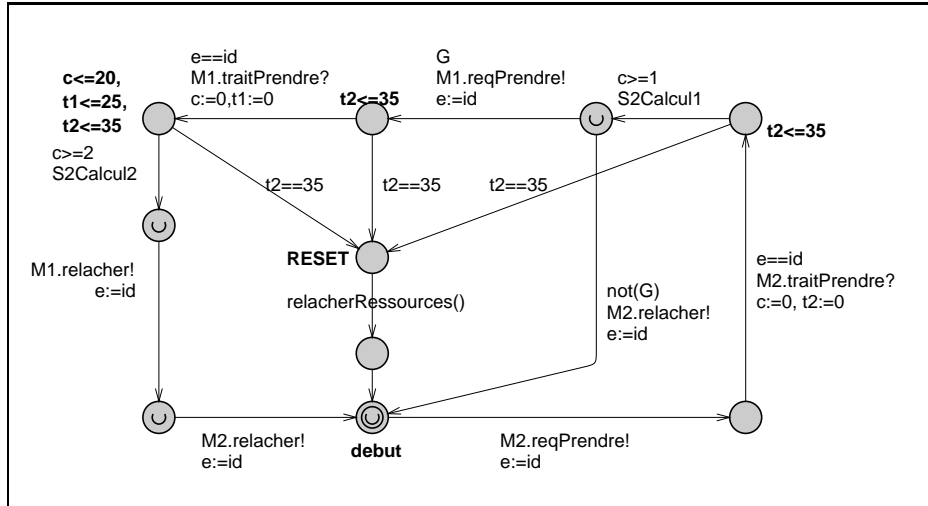 e==id
M1.traitPrendre?
c:=0,t1:=0
G
M1.reqPrendre!
e:=id
c>=1
S2Calcul1
c<=20,
t1<=25,
t2<=35
t2<=35
t2<=35
c>=2
S2Calcul2
t2==35
t2==35
t2==35
RESET
M1.relacher!
e:=id
relacherRessources()
not(G)
M2.relacher!
e:=id
e==id
M2.traitPrendre?
c:=0, t2:=0
M2.relacher!
e:=id
debut
M2.reqPrendre!
e:=id